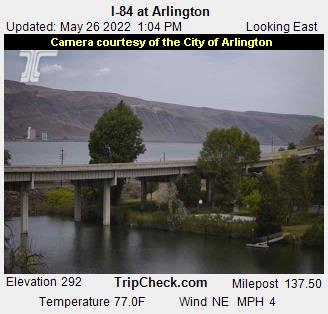 I-84 at Arlington
Updated: May 26 2022 1:04 PM Looking East
Camera courtesy of the City of Arlington
Elevation 292 TripCheck.com Milepost 137.50
Temperature 77.0F Wind NE MPH 4